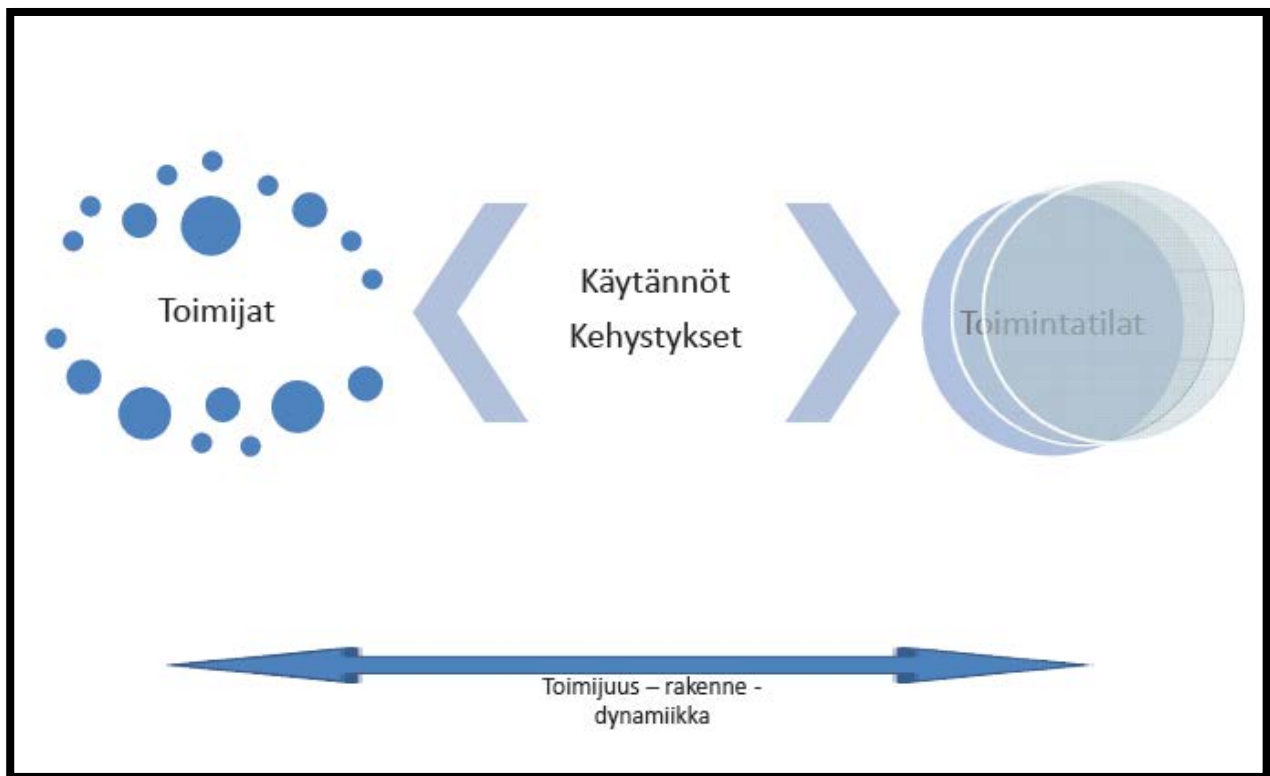 Toimijat
Käytännöt
Kehystykset
Toimintatilat
Toimijuus – rakenne -
dynamiikka